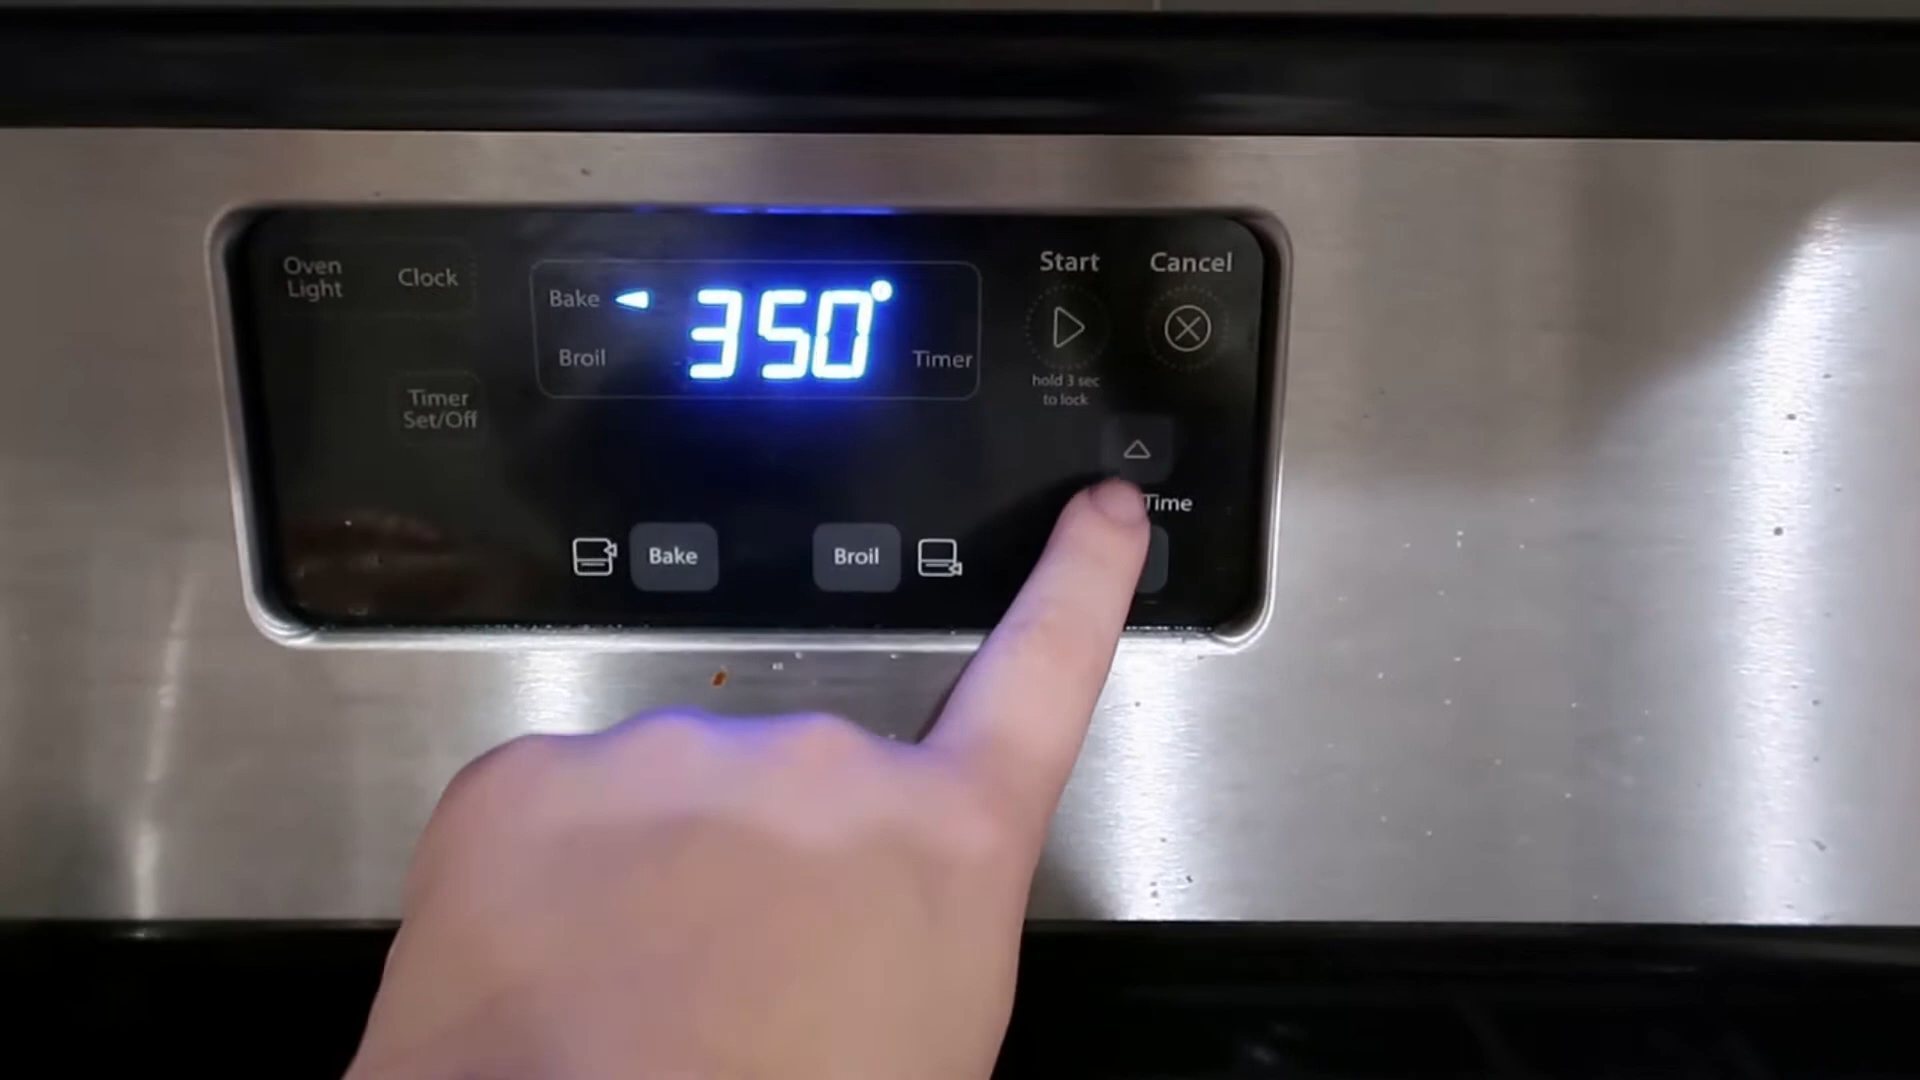 Oven
Light
Clock
Bake
350°
Broil
Timer
Start
Cancel
hold 3 sec
to lock
Timer
Set/Off
Time
Bake
Broil